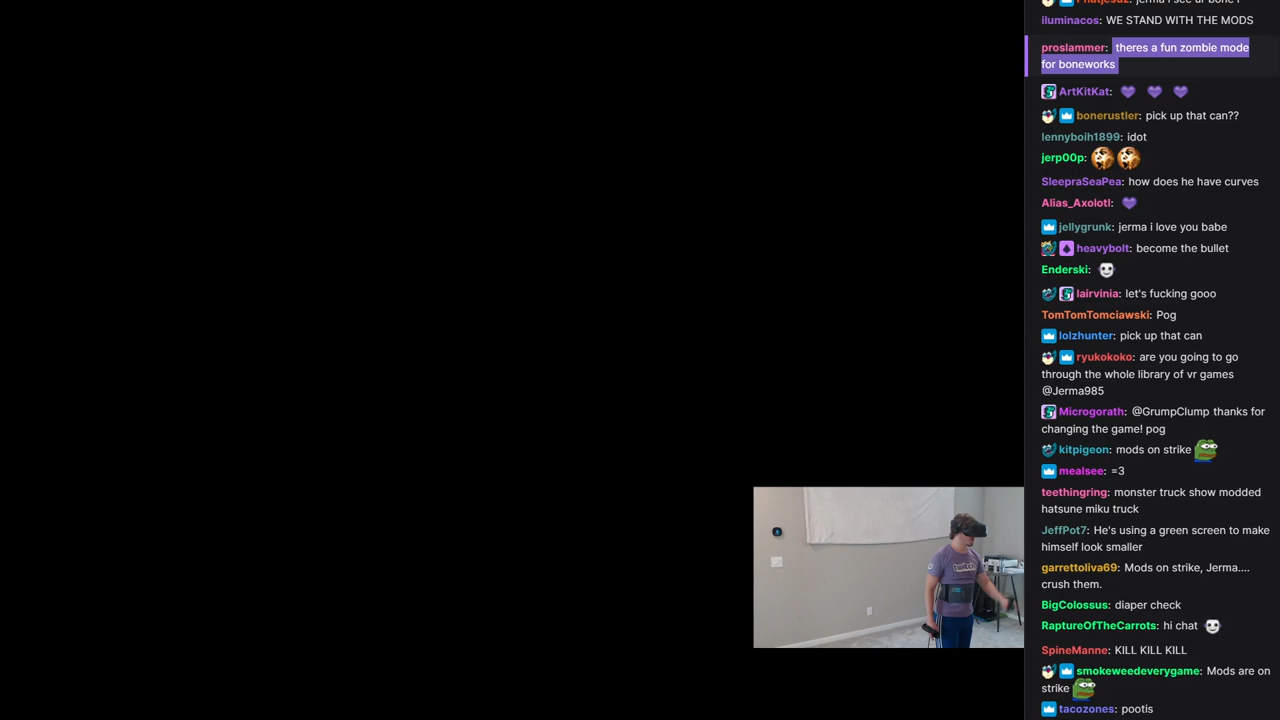 iluminacos: WE STAND WITH THE MODS
proslammer: theres a fun zombie mode
for boneworks
ArtKitKat:
bonerustler: pick up that can??
lennyboih1899: idot
jerp00p:
SleepraSeaPea: how does he have curves
Alias_Axolotl:
jellygrunk: jerma i love you babe
heavybolt: become the bullet
Enderski:
lairvinia: let's fucking gooo
TomTomTomciawski: Pog
lolzhunter: pick up that can
ryukokoko: are you going to go
through the whole library of vr games
@Jerma985
Microgorath: @GrumpClump thanks for
changing the game! pog
kitpigeon: mods on strike
mealsee: =3
teethingring: monster truck show modded
hatsune miku truck
JeffPot7: He's using a green screen to make
himself look smaller
garrettoliva69: Mods on strike, Jerma....
crush them.
BigColossus: diaper check
RaptureOfTheCarrots: hi chat
SpineManne: KILL KILL KILL
smokeweedeverygame: Mods are on
strike
tacozones: pootis
twitch